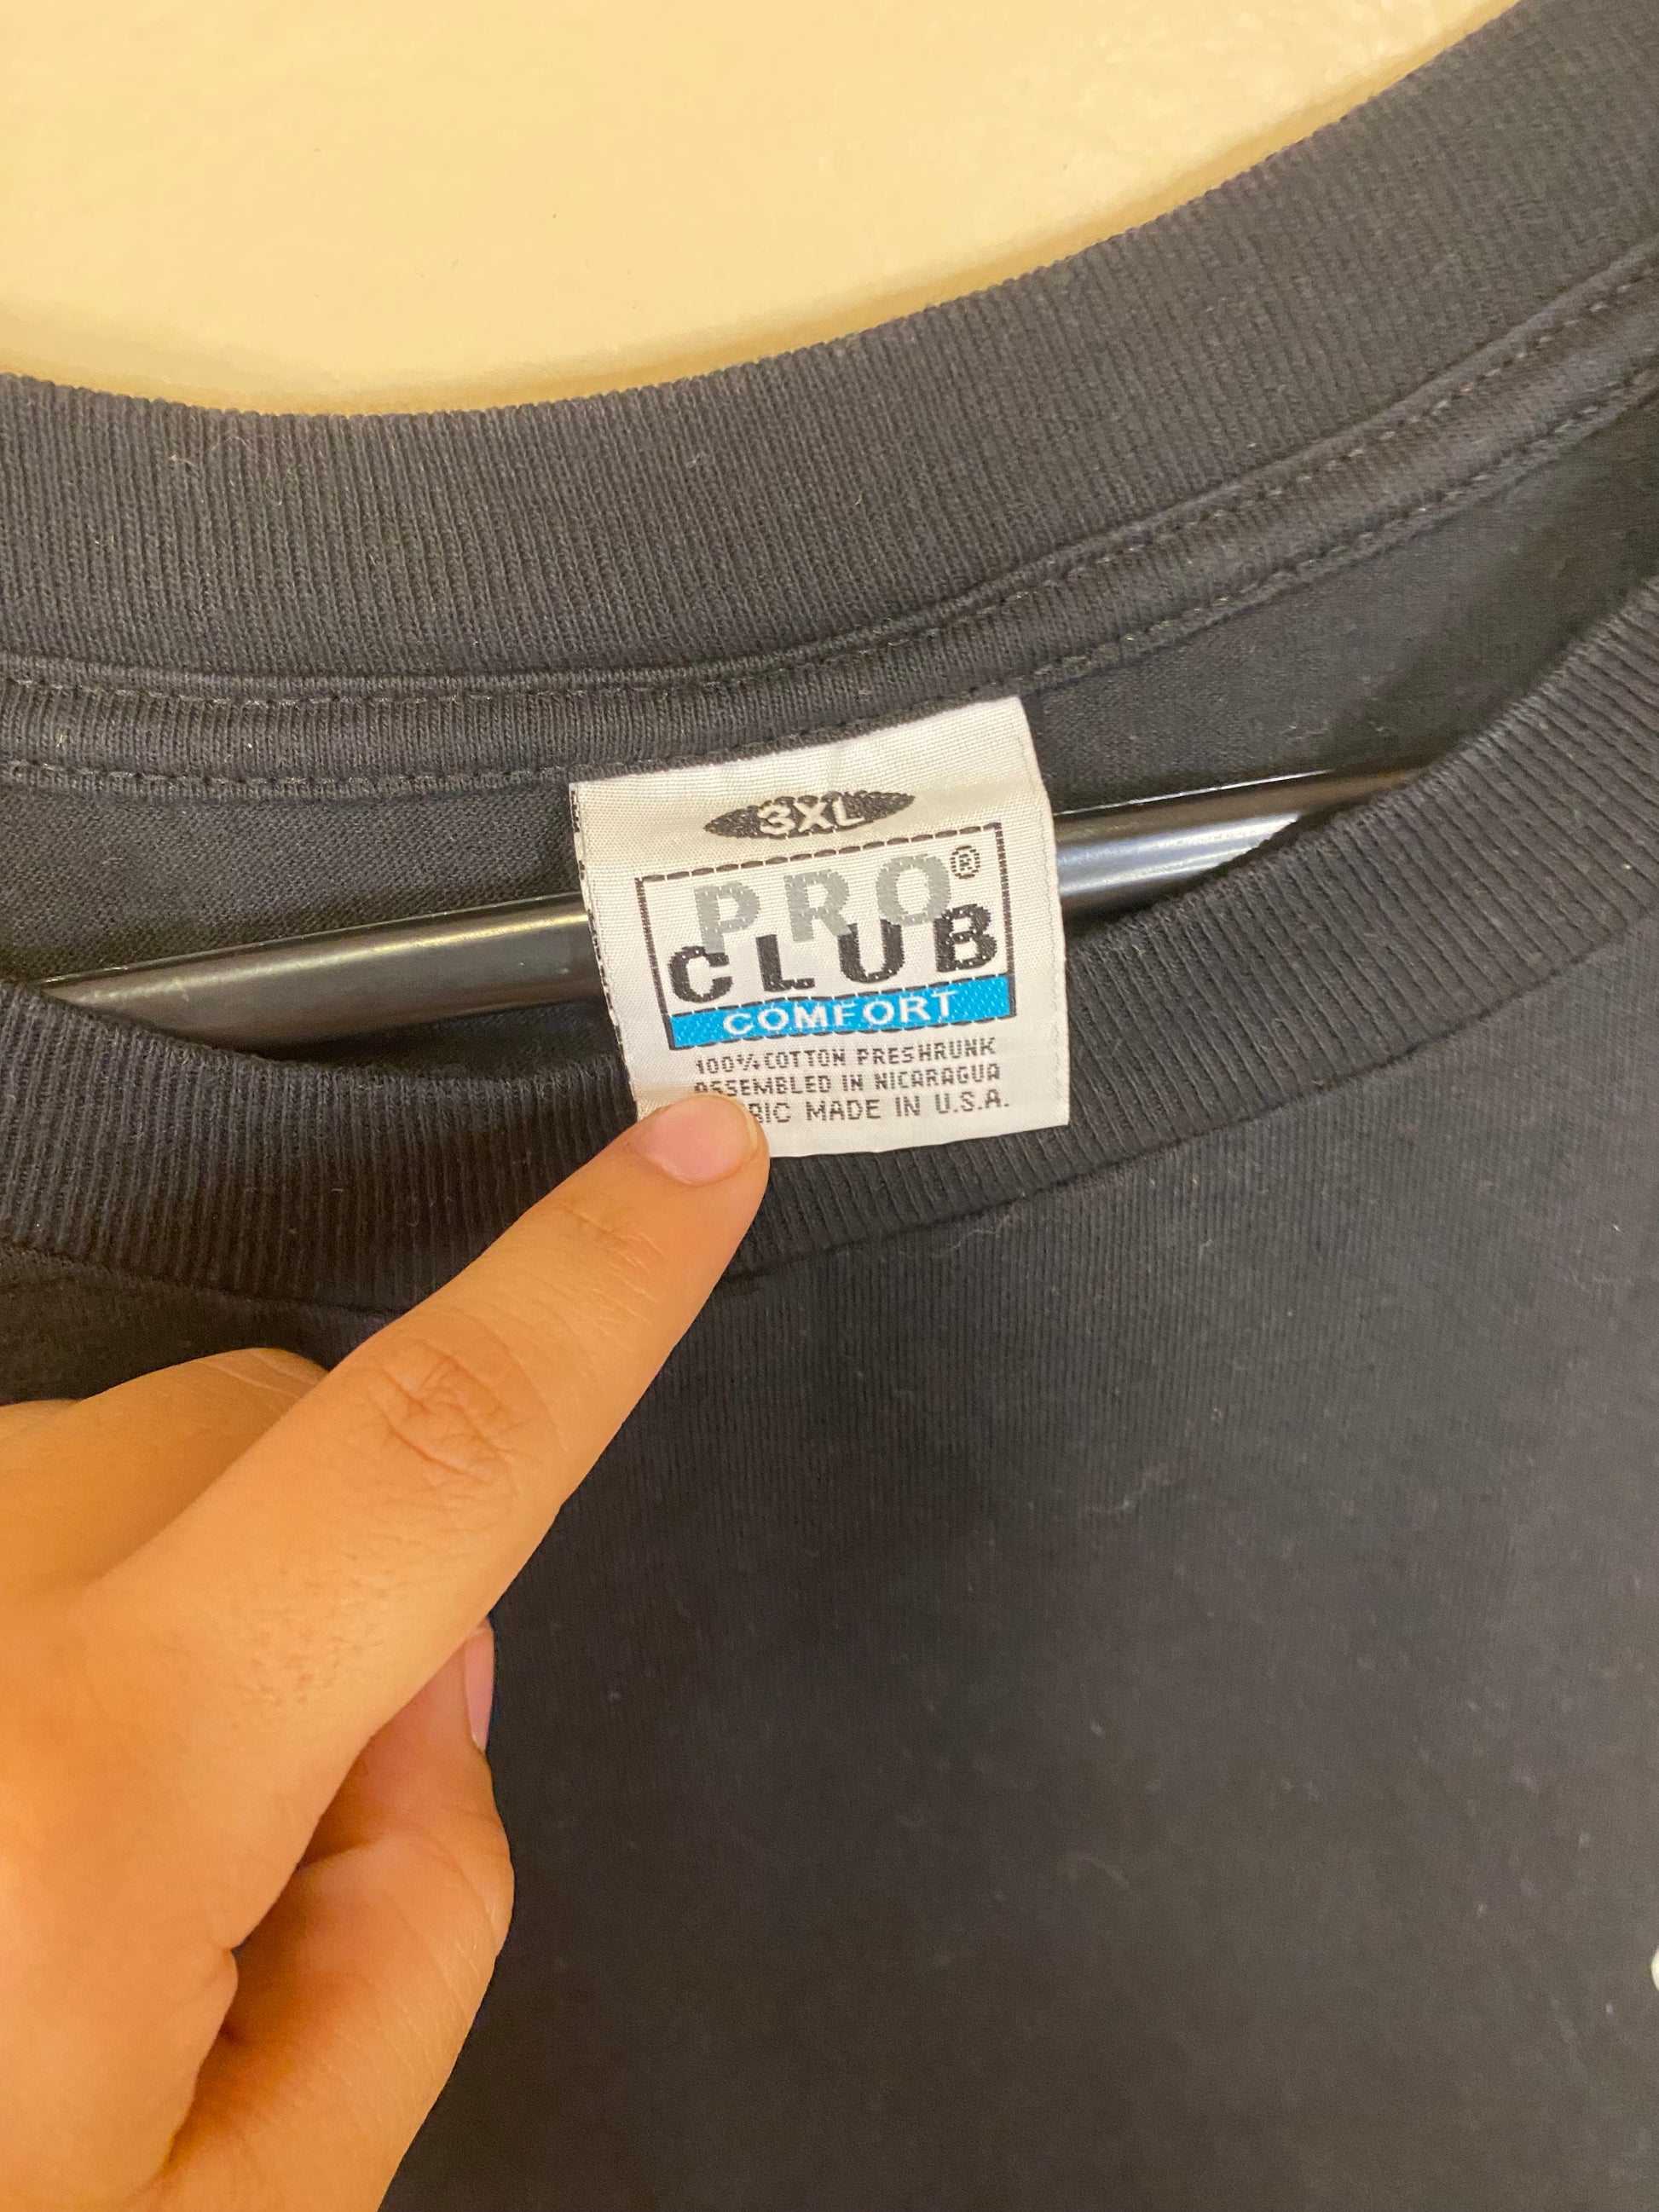 3XL
PRO®
CLUB
COMFORT
100% COTTON PRESHRUNK
ASSEMBLED IN NICARAGUA
MADE IN U.S.A.